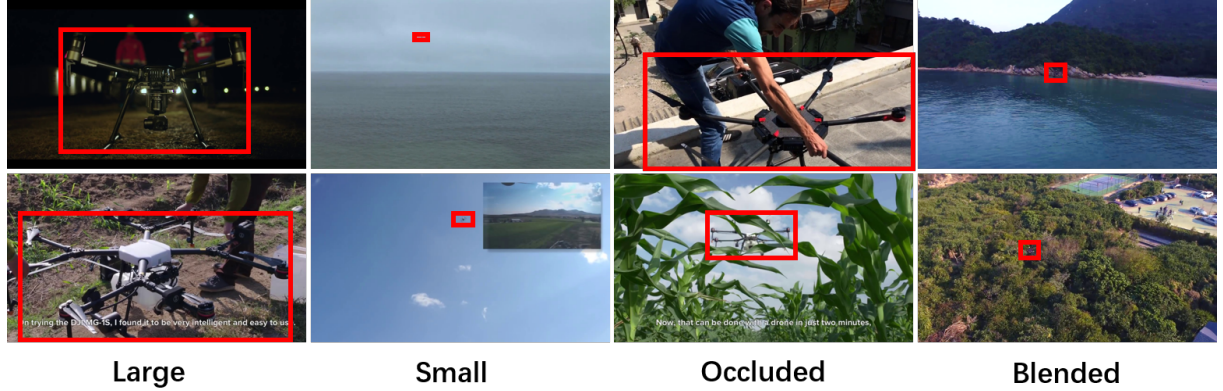 in trying the DJI MG-1S, I found it to be very intelligent and easy to us
Now, that can be done with a drone in just two minutes.
Large
Small
Occluded
Blended